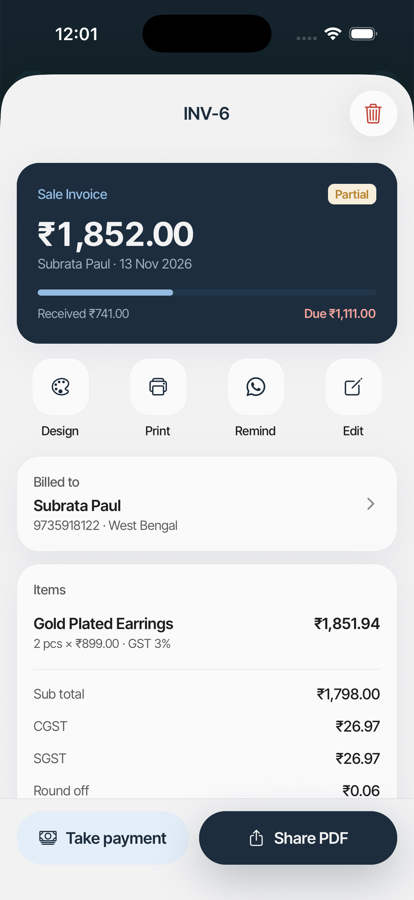 12:01
INV-6
Sale Invoice
Partial
₹1,852.00
Subrata Paul · 13 Nov 2026
Received ₹741.00
Due ₹1,111.00
Design
Print
Remind
Edit
Billed to
Subrata Paul
9735918122 · West Bengal
Items
Gold Plated Earrings
₹1,851.94
2 pcs × ₹899.00 · GST 3%
Sub total
₹1,798.00
CGST
₹26.97
SGST
₹26.97
Round off
₹0.06
Take payment
Share PDF